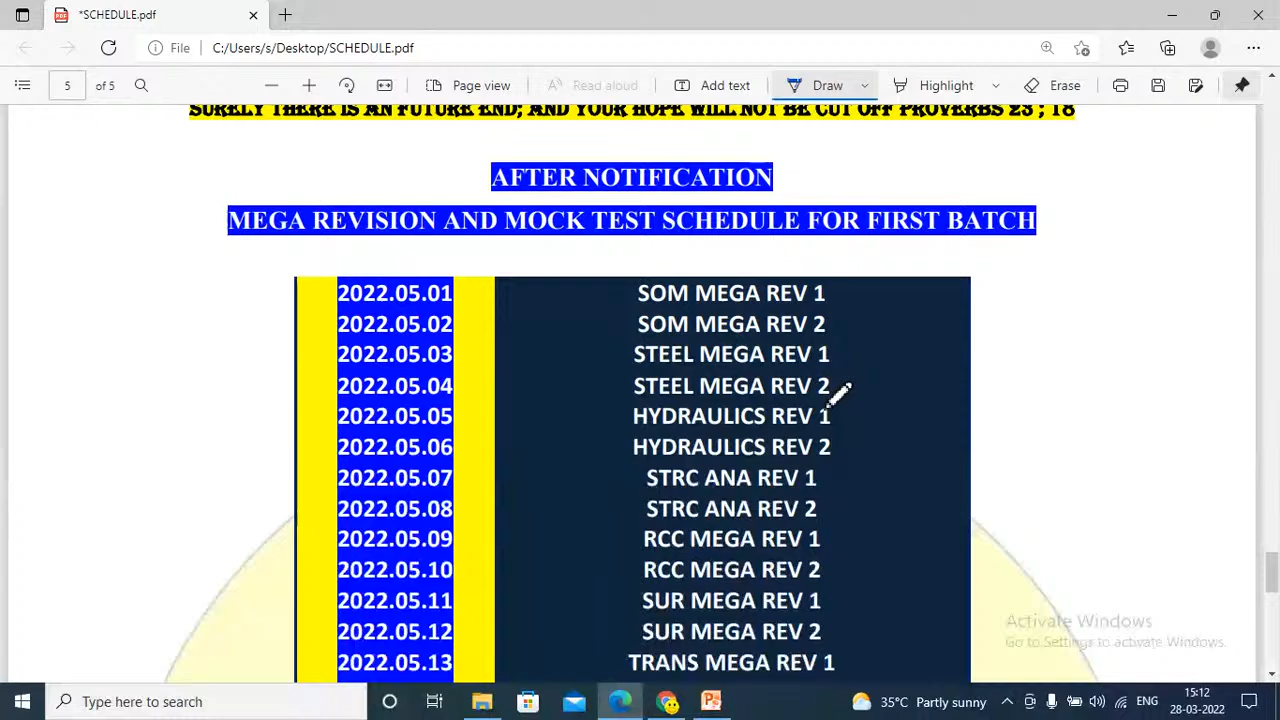 *SCHEDULE.pdf
File C:/Users/s/Desktop/SCHEDULE.pdf
5 of 5 Page view Read aloud Add text Draw Highlight Erase
SURELY THERE IS AN FUTURE END; AND YOUR HOPE WILL NOT BE CUT OFF PROVERBS 23 ; 18
AFTER NOTIFICATION
MEGA REVISION AND MOCK TEST SCHEDULE FOR FIRST BATCH
2022.05.01 SOM MEGA REV 1
2022.05.02 SOM MEGA REV 2
2022.05.03 STEEL MEGA REV 1
2022.05.04 STEEL MEGA REV 2
2022.05.05 HYDRAULICS REV 1
2022.05.06 HYDRAULICS REV 2
2022.05.07 STRC ANA REV 1
2022.05.08 STRC ANA REV 2
2022.05.09 RCC MEGA REV 1
2022.05.10 RCC MEGA REV 2
2022.05.11 SUR MEGA REV 1
2022.05.12 SUR MEGA REV 2
2022.05.13 TRANS MEGA REV 1
Activate Windows
Go to Settings to activate Windows.
Type here to search 35°C Partly sunny ENG 15:12
28-03-2022